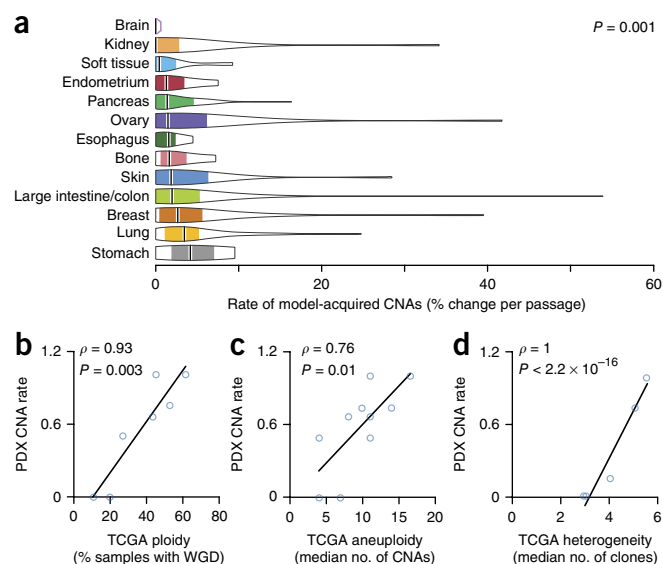 a
P = 0.001
Brain
Kidney
Soft tissue
Endometrium
Pancreas
Ovary
Esophagus
Bone
Skin
Large intestine/colon
Breast
Lung
Stomach
0 20 40 60
Rate of model-acquired CNAs (% change per passage)
b
ρ = 0.93
P = 0.003
PDX CNA rate
1.2
0.6
0
0 20 40 60 80
TCGA ploidy
(% samples with WGD)
c
ρ = 0.76
P = 0.01
PDX CNA rate
1.2
0.6
0
0 5 10 15 20
TCGA aneuploidy
(median no. of CNAs)
d
ρ = 1
P < 2.2 × 10⁻¹⁶
PDX CNA rate
1.2
0.6
0
0 2 4 6
TCGA heterogeneity
(median no. of clones)